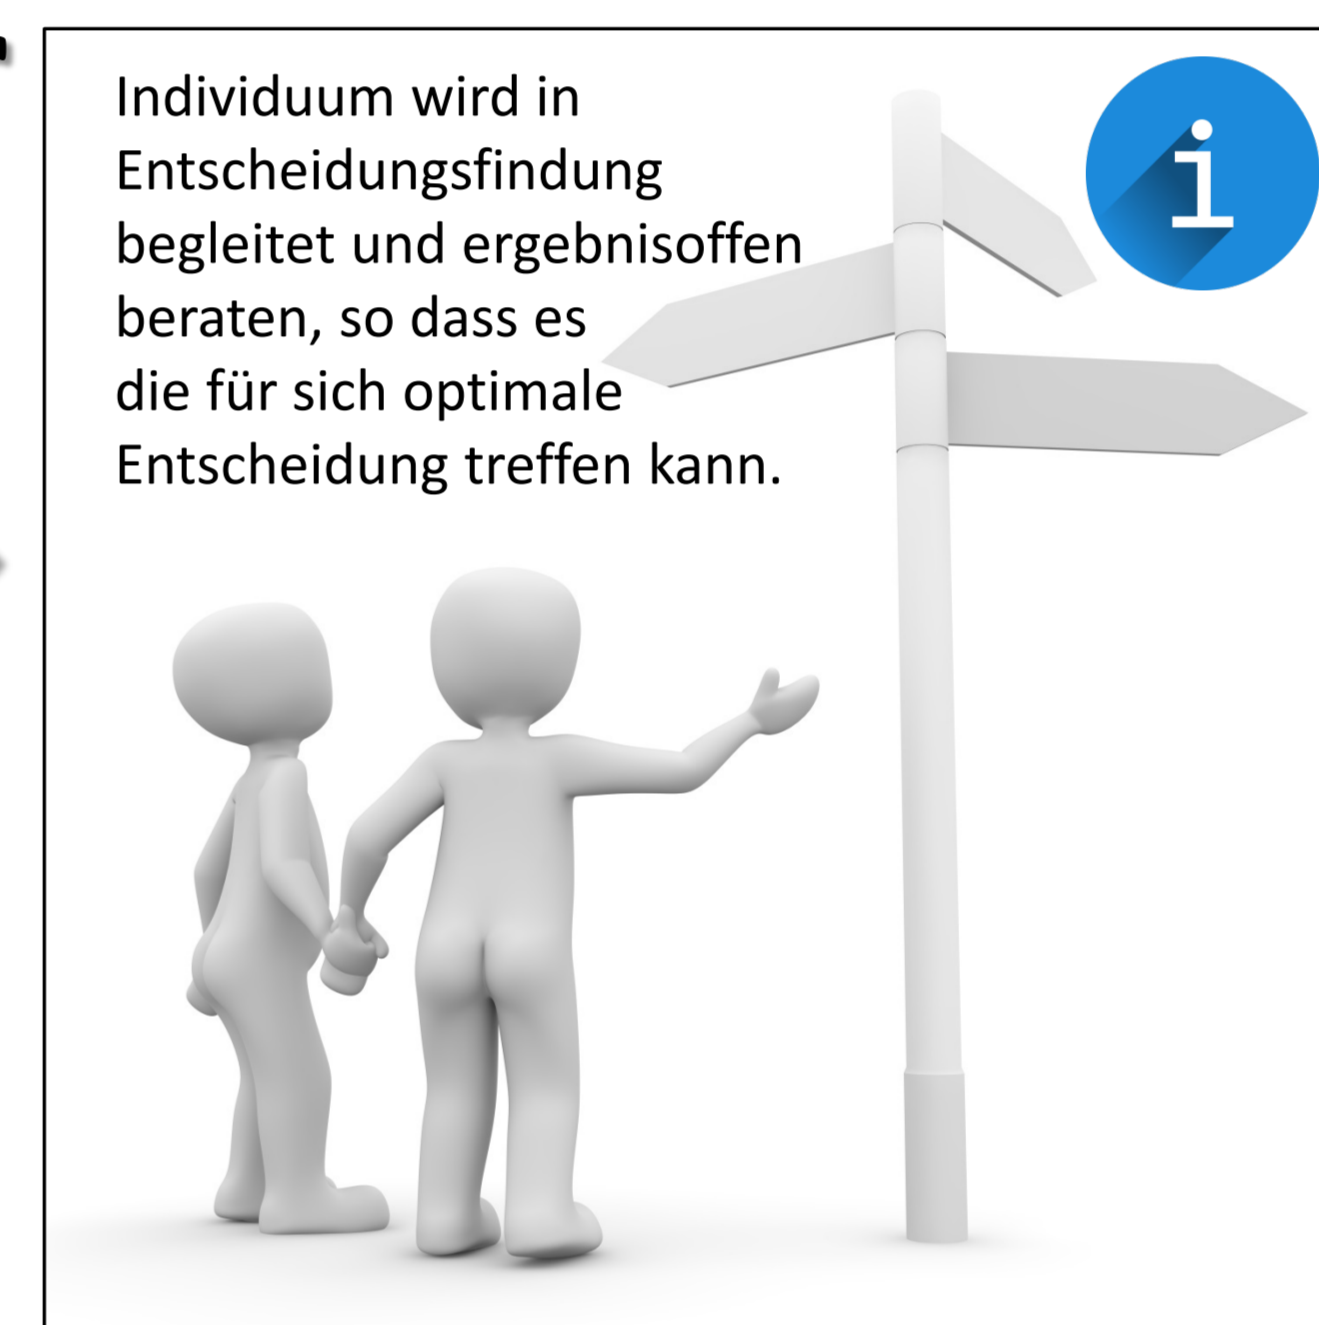 Individuum wird in
Entscheidungsfindung
begleitet und ergebnisoffen
beraten, so dass es
die für sich optimale
Entscheidung treffen kann.
i